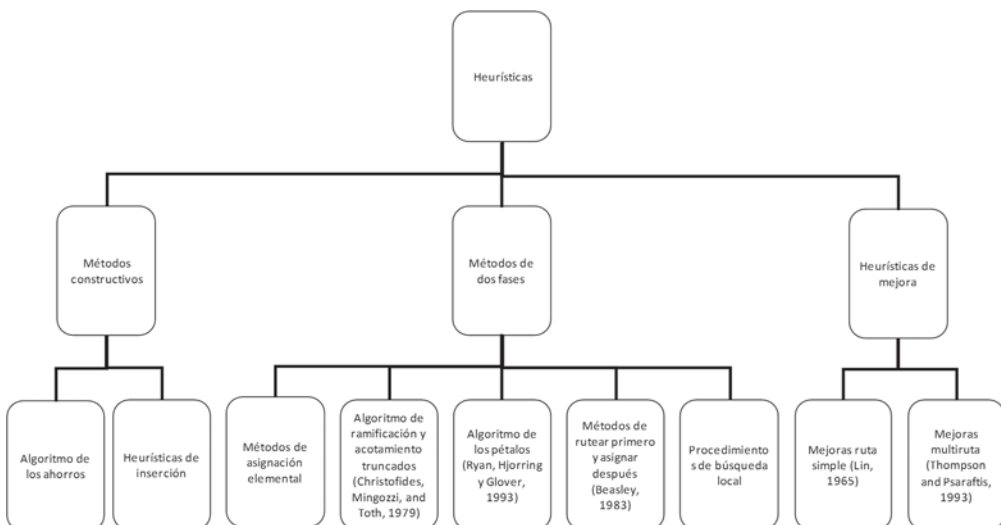 Heurísticas
Métodos
constructivos
Métodos de
dos fases
Heurísticas de
mejora
Algoritmo de
los ahorros
Heurísticas de
inserción
Métodos de
asignación
elemental
Algoritmo de
ramificación y
acotamiento
truncados
(Christofides,
Mingozzi, and
Toth, 1979)
Algoritmo de
los pétalos
(Ryan, Hjorring
y Glover,
1993)
Métodos de
rutear primero
y asignar
después
(Beasley,
1983)
Procedimiento
s de búsqueda
local
Mejoras ruta
simple (Lin,
1965)
Mejoras
multiruta
(Thompson
and Psaraftis,
1993)